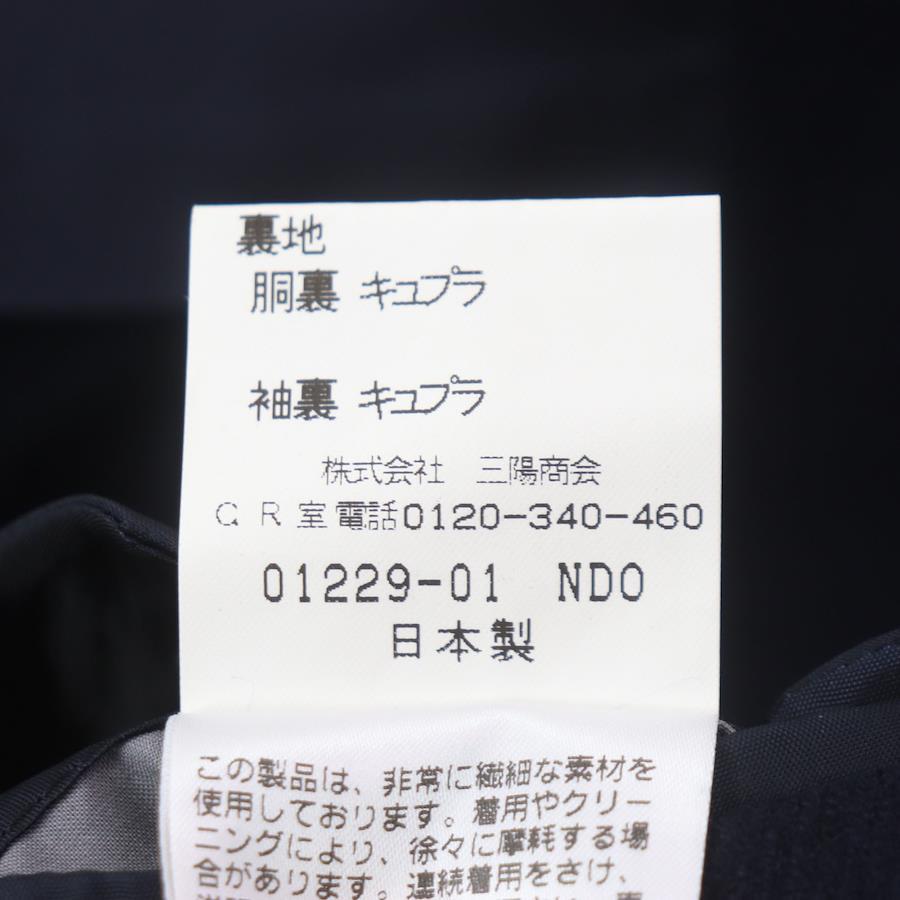 裏地
胴裏 キュプラ
袖裏 キュプラ
株式会社 三陽商会
QR室電話0120-340-460
01229-01 NDO
日本製
この製品は、非常に繊細な素材を
使用しております。着用やクリー
ニングにより、徐々に摩耗する場
合があります。連続着用をさけ、